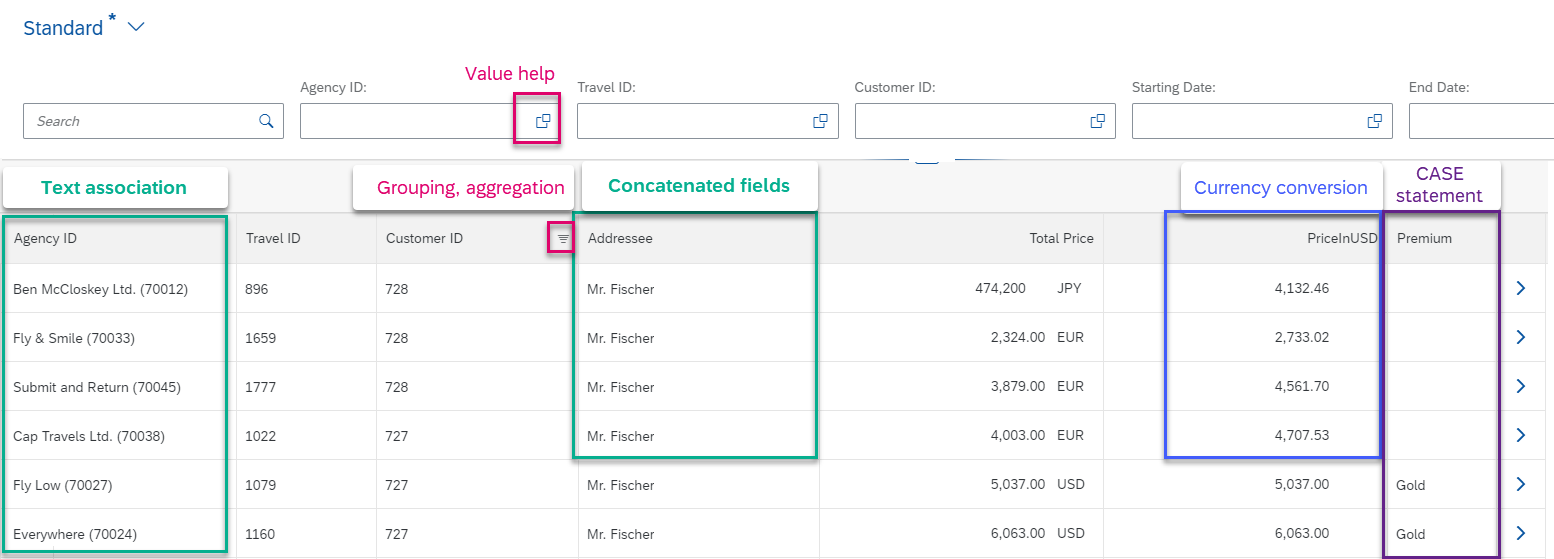 Standard *
Value help
Agency ID: Travel ID: Customer ID: Starting Date: End Date:
Search
Text association Grouping, aggregation Concatenated fields Currency conversion CASE statement
Agency ID Travel ID Customer ID Addressee Total Price PriceInUSD Premium
Ben McCloskey Ltd. (70012) 896 728 Mr. Fischer 474,200 JPY 4,132.46
Fly & Smile (70033) 1659 728 Mr. Fischer 2,324.00 EUR 2,733.02
Submit and Return (70045) 1777 728 Mr. Fischer 3,879.00 EUR 4,561.70
Cap Travels Ltd. (70038) 1022 727 Mr. Fischer 4,003.00 EUR 4,707.53
Fly Low (70027) 1079 727 Mr. Fischer 5,037.00 USD 5,037.00 Gold
Everywhere (70024) 1160 727 Mr. Fischer 6,063.00 USD 6,063.00 Gold